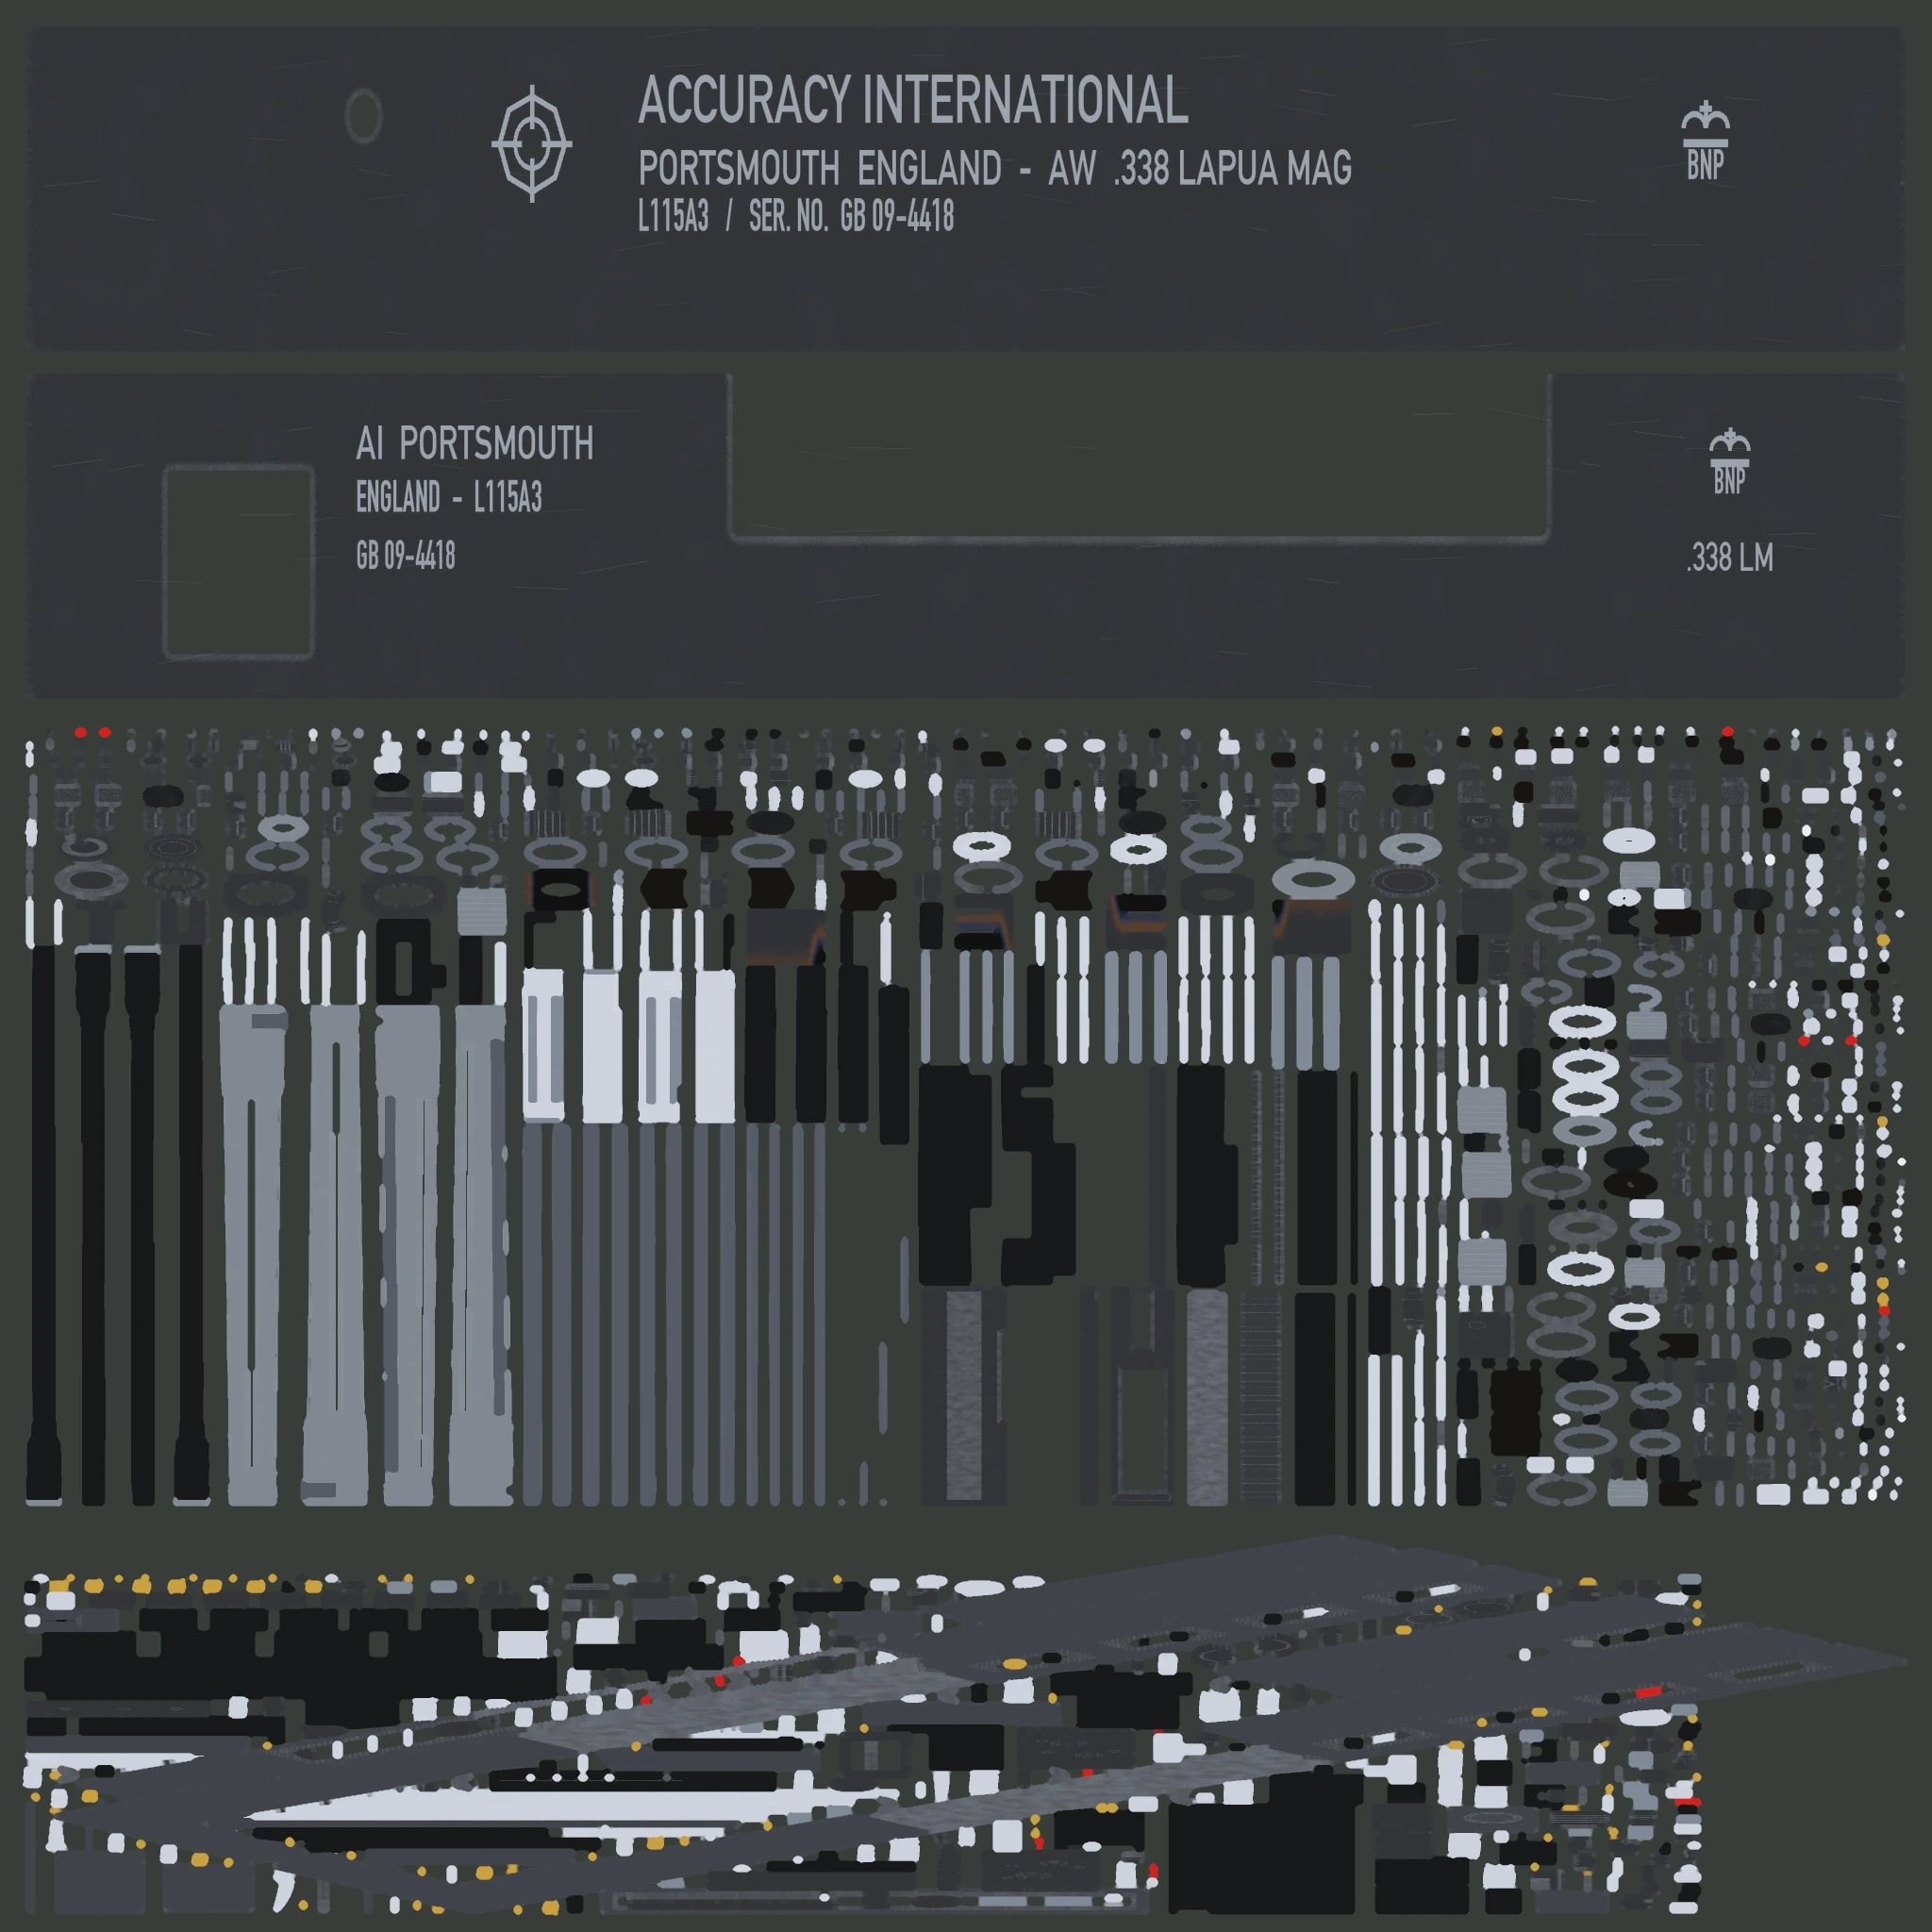 ACCURACY INTERNATIONAL
PORTSMOUTH ENGLAND - AW .338 LAPUA MAG
L115A3 / SER. NO. GB 09-4418
BNP
AI PORTSMOUTH
ENGLAND - L115A3
GB 09-4418
BNP
.338 LM